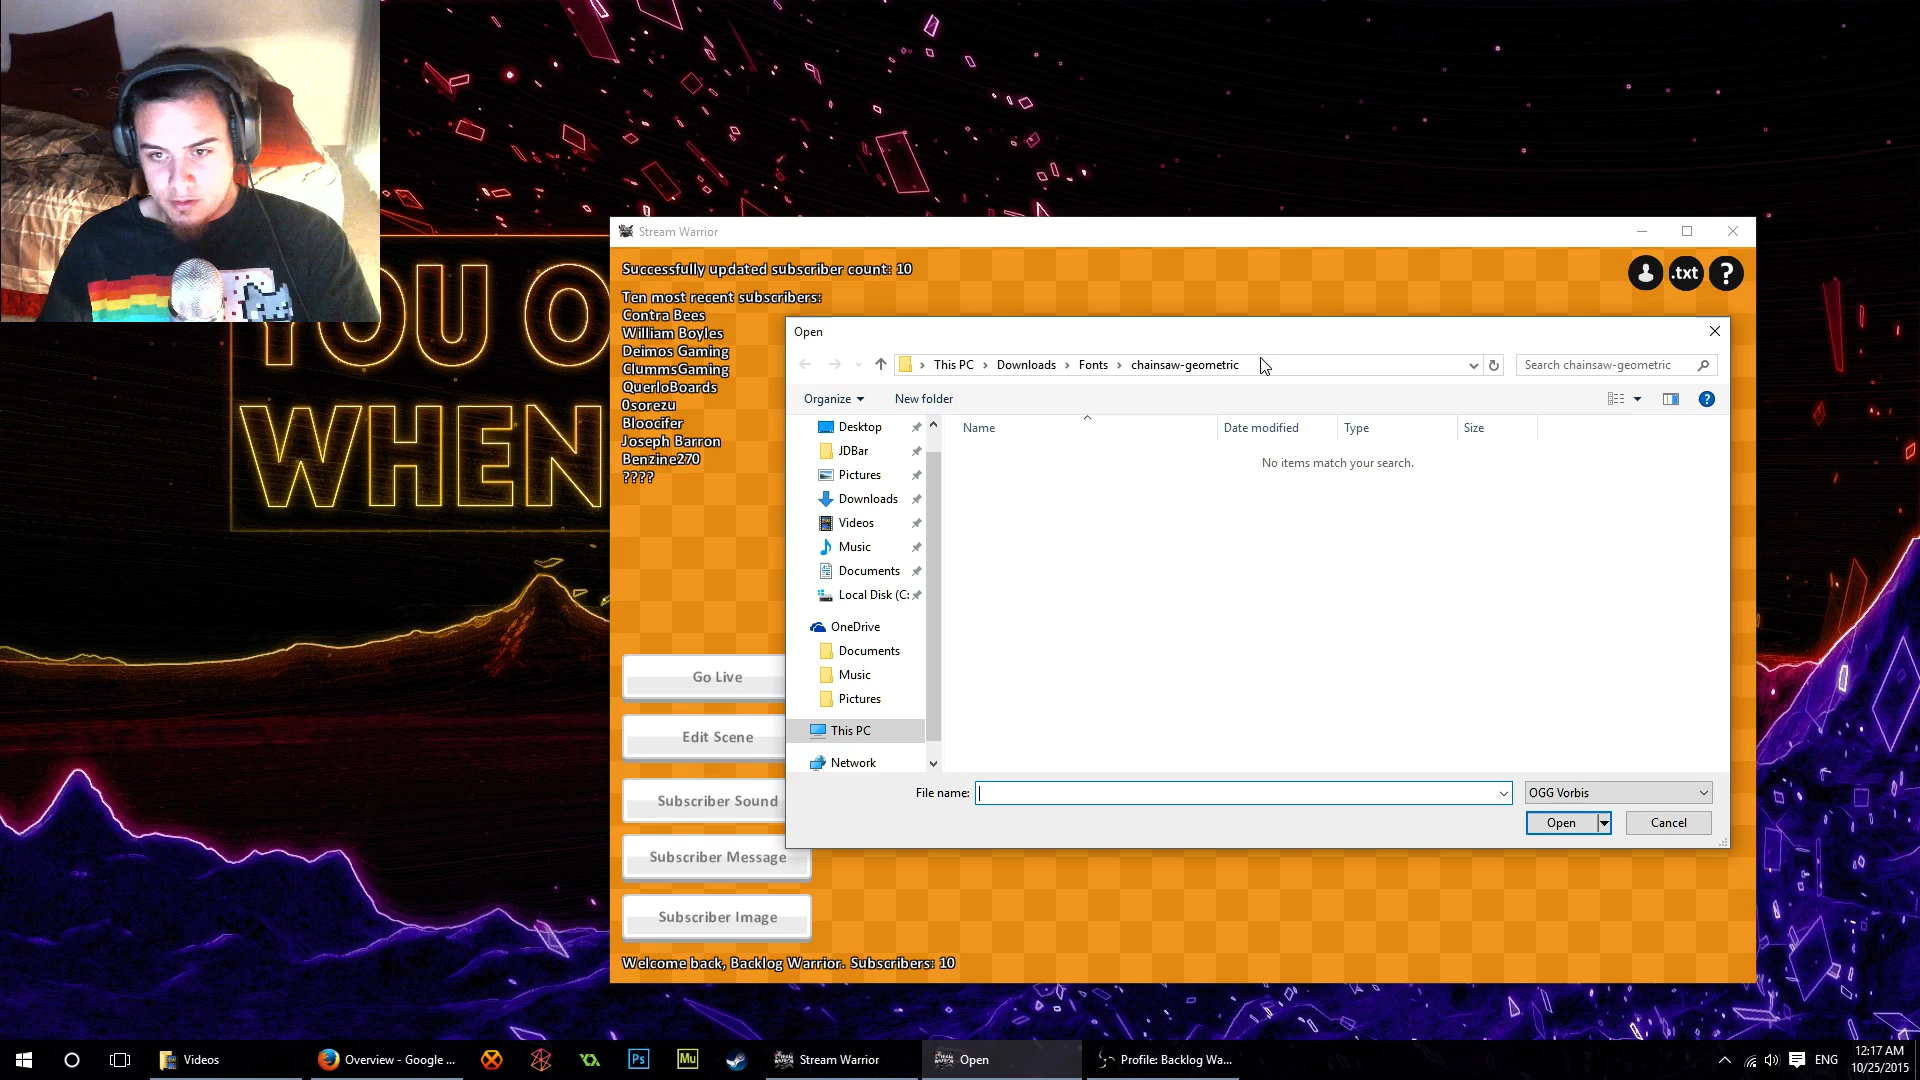 YOU O
WHEN
Stream Warrior
Successfully updated subscriber count: 10
.txt
?
Ten most recent subscribers:
Contra Bees
William Boyles
Deimos Gaming
ClummsGaming
QuerloBoards
0sorezu
Bloocifer
Joseph Barron
Benzine270
????
Go Live
Edit Scene
Subscriber Sound
Subscriber Message
Subscriber Image
Welcome back, Backlog Warrior. Subscribers: 10
Open
This PC > Downloads > Fonts > chainsaw-geometric
Search chainsaw-geometric
Organize
New folder
?
Name
Date modified
Type
Size
No items match your search.
Desktop
JDBar
Pictures
Downloads
Videos
Music
Documents
Local Disk (C:
OneDrive
Documents
Music
Pictures
This PC
Network
File name:
OGG Vorbis
Open
Cancel
Videos
Overview - Google ...
Ps
Mu
Stream Warrior
Open
Profile: Backlog Wa...
ENG
12:17 AM
10/25/2015